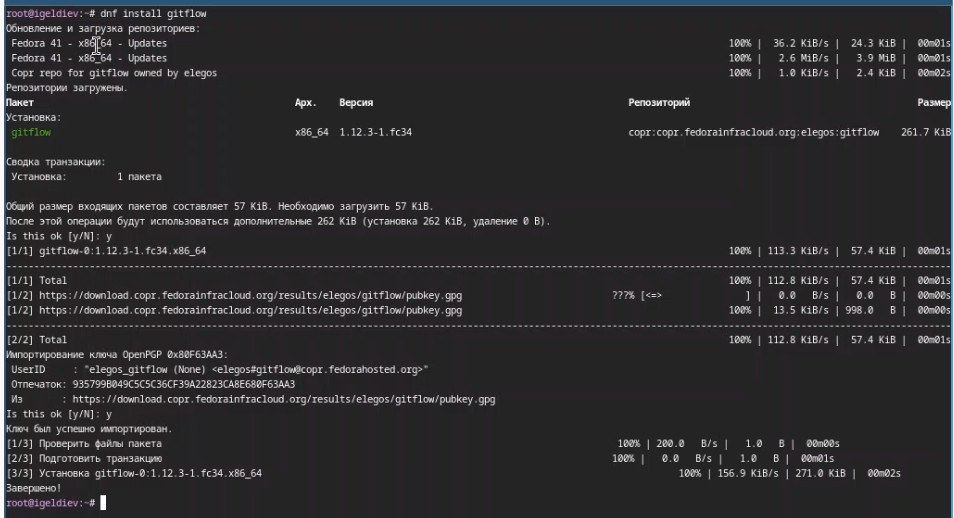 root@igeldiev:~# dnf install gitflow
Обновление и загрузка репозиториев:
Fedora 41 - x86_64 - Updates 100% | 36.2 KiB/s | 24.3 KiB | 00m01s
Fedora 41 - x86_64 - Updates 100% | 2.6 MiB/s | 3.9 MiB | 00m01s
Copr repo for gitflow owned by elegos 100% | 1.0 KiB/s | 2.4 KiB | 00m02s
Репозитории загружены.
Пакет Арх. Версия Репозиторий Размер
Установка:
gitflow x86_64 1.12.3-1.fc34 copr:copr.fedorainfracloud.org:elegos:gitflow 261.7 KiB
Сводка транзакции:
Установка: 1 пакета
Общий размер входящих пакетов составляет 57 KiB. Необходимо загрузить 57 KiB.
После этой операции будут использоваться дополнительные 262 KiB (установка 262 KiB, удаление 0 B).
Is this ok [y/N]: y
[1/1] gitflow-0:1.12.3-1.fc34.x86_64 100% | 113.3 KiB/s | 57.4 KiB | 00m01s
[1/1] Total 100% | 112.8 KiB/s | 57.4 KiB | 00m01s
[1/2] https://download.copr.fedorainfracloud.org/results/elegos/gitflow/pubkey.gpg ???% [<=> ] | 0.0 B/s | 0.0 B | 00m00s
[1/2] https://download.copr.fedorainfracloud.org/results/elegos/gitflow/pubkey.gpg 100% | 13.5 KiB/s | 998.0 B | 00m00s
[2/2] Total 100% | 112.8 KiB/s | 57.4 KiB | 00m01s
Импортирование ключа OpenPGP 0x80F63AA3:
UserID : "elegos_gitflow (None) <elegos#gitflow@copr.fedorahosted.org>"
Отпечаток: 935799B049C5C5C36CF39A22823CA8E680F63AA3
Из : https://download.copr.fedorainfracloud.org/results/elegos/gitflow/pubkey.gpg
Is this ok [y/N]: y
Ключ был успешно импортирован.
[1/3] Проверить файлы пакета 100% | 200.0 B/s | 1.0 B | 00m00s
[2/3] Подготовить транзакцию 100% | 0.0 B/s | 1.0 B | 00m01s
[3/3] Установка gitflow-0:1.12.3-1.fc34.x86_64 100% | 156.9 KiB/s | 271.0 KiB | 00m02s
Завершено!
root@igeldiev:~#